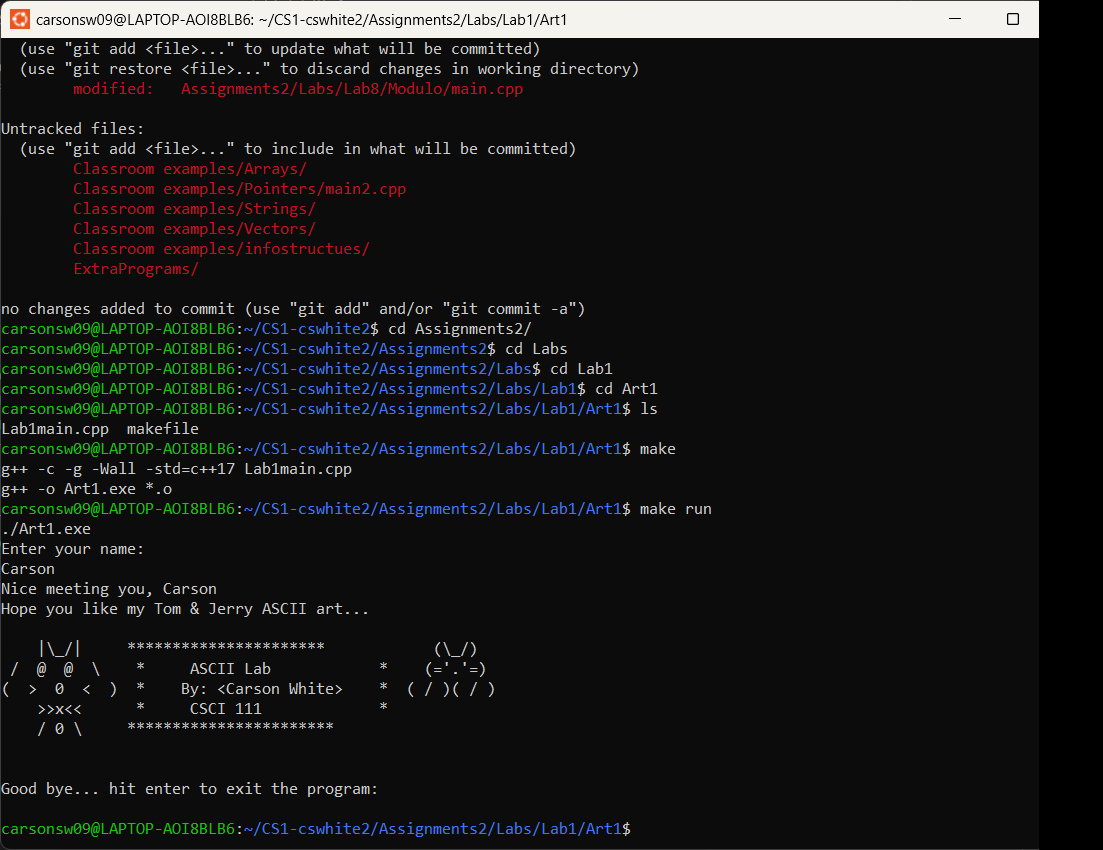 carsonsw09@LAPTOP-AOI8BLB6: ~/CS1-cswhite2/Assignments2/Labs/Lab1/Art1
  (use "git add <file>..." to update what will be committed)
  (use "git restore <file>..." to discard changes in working directory)
        modified:   Assignments2/Labs/Lab8/Modulo/main.cpp

Untracked files:
  (use "git add <file>..." to include in what will be committed)
        Classroom examples/Arrays/
        Classroom examples/Pointers/main2.cpp
        Classroom examples/Strings/
        Classroom examples/Vectors/
        Classroom examples/infostructues/
        ExtraPrograms/

no changes added to commit (use "git add" and/or "git commit -a")
carsonsw09@LAPTOP-AOI8BLB6:~/CS1-cswhite2$ cd Assignments2/
carsonsw09@LAPTOP-AOI8BLB6:~/CS1-cswhite2/Assignments2$ cd Labs
carsonsw09@LAPTOP-AOI8BLB6:~/CS1-cswhite2/Assignments2/Labs$ cd Lab1
carsonsw09@LAPTOP-AOI8BLB6:~/CS1-cswhite2/Assignments2/Labs/Lab1$ cd Art1
carsonsw09@LAPTOP-AOI8BLB6:~/CS1-cswhite2/Assignments2/Labs/Lab1/Art1$ ls
Lab1main.cpp  makefile
carsonsw09@LAPTOP-AOI8BLB6:~/CS1-cswhite2/Assignments2/Labs/Lab1/Art1$ make
g++ -c -g -Wall -std=c++17 Lab1main.cpp
g++ -o Art1.exe *.o
carsonsw09@LAPTOP-AOI8BLB6:~/CS1-cswhite2/Assignments2/Labs/Lab1/Art1$ make run
./Art1.exe
Enter your name:
Carson
Nice meeting you, Carson
Hope you like my Tom & Jerry ASCII art...

    |\_/|     **********************            (\_/)
 /  @  @  \    *     ASCII Lab            *    (='.'=)
(  >  0  <  )  *    By: <Carson White>    *  ( / )( / )
    >>x<<      *     CSCI 111             *
    / 0 \     ***********************


Good bye... hit enter to exit the program:

carsonsw09@LAPTOP-AOI8BLB6:~/CS1-cswhite2/Assignments2/Labs/Lab1/Art1$